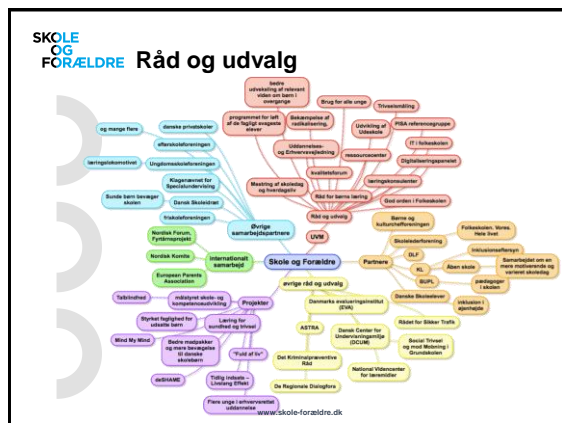 SKOLE
OG
FORÆLDRE
Råd og udvalg
bedre
udveksling af relevant
viden om børn i
overgange
Brug for alle unge
Trivselsmåling
programmet for løft
af de fagligt svageste
elever
Bekæmpelse af
radikalisering,
Udvikling af
Udeskole
PISA referencegruppe
og mange flere
danske privatskoler
IT i folkeskolen
efterskoleforeningen
Uddannelses-
og Erhvervsvejledning
ressourcecenter
Digitaliseringspanelet
læringslokomotivet
Ungdomsskoleforeningen
kvalitetsforum
Klagenævnet for
Specialundervisning
Mestring af skoledag
og hverdagsliv
læringskonsulenter
Sunde børn bevæger
skolen
Dansk Skoleidræt
Råd for børns læring
God orden i Folkeskolen
friskoleforeningen
Råd og udvalg
Øvrige
samarbejdspartnere
Børne og
kulturchefforeningen
UVM
Nordisk Forum,
Fyrtårnsprojekt
Folkeskolen. Vores.
Hele livet
Skolelederforening
Nordisk Komite
Internationalt
samarbejd
Skole og Forældre
Partnere
DLF
inklusionseftersyn
KL
Åben skole
Samarbejdet om en
mere motiverende og
varieret skoledag
European Parents
Association
BUPL
pædagoger
i skolen
øvrige råd og udvalg
Danske Skoleelever
inklusion i
øjenhøjde
Talblindhed
målstyret skole- og
kompetenceudvikling
Projekter
Danmarks evalueringsinstitut
(EVA)
Styrket faglighed for
udsatte børn
Læring for
sundhed og trivsel
Rådet for Sikker Trafik
ASTRA
Dansk Center for
Undervisningsmiljø
(DCUM)
Mind My Mind
Bedre madpakker
og mere bevægelse
til danske
skolebørn
"Fuld af liv"
Social Trivsel
og mod Mobning i
Grundskolen
Det Kriminalpræventive
Råd
deSHAME
Tidlig indsats –
Livslang Effekt
National Videncenter
for læremidler
De Regionale Dialogfora
Flere unge i erhvervsrettet
uddannelse
www.skole-foraeldre.dk